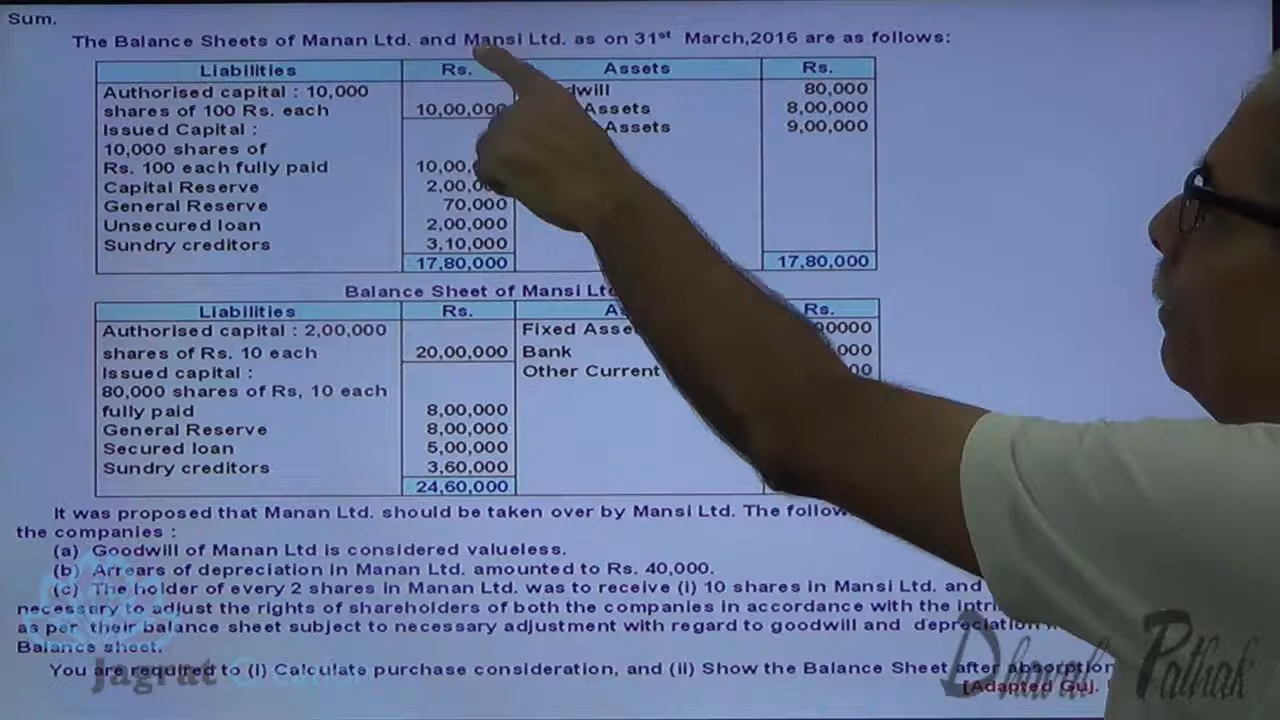 Sum.
The Balance Sheets of Manan Ltd. and Mansi Ltd. as on 31st March,2016 are as follows:
Liabilities Rs. Assets Rs.
Authorised capital : 10,000 80,000
shares of 100 Rs. each 10,00,000 Assets 8,00,000
Issued Capital : Assets 9,00,000
10,000 shares of
Rs. 100 each fully paid
Capital Reserve
General Reserve 70,000
Unsecured loan 2,00,000
Sundry creditors 3,10,000
17,80,000 17,80,000
Balance Sheet of Mansi
Liabilities Rs. Rs.
Authorised capital : 2,00,000 Fixed
shares of Rs. 10 each 20,00,000 Bank
Issued capital : Other Current
80,000 shares of Rs, 10 each
fully paid 8,00,000
General Reserve 8,00,000
Secured loan 5,00,000
Sundry creditors 3,60,000
24,60,000
It was proposed that Manan Ltd. should be taken over by Mansi Ltd. The
the companies :
(a) Goodwill of Manan Ltd is considered valueless.
(b) Arrears of depreciation in Manan Ltd. amounted to Rs. 40,000.
(c) The holder of every 2 shares in Manan Ltd. was to receive (i) 10 shares in Mansi Ltd. and
necessary to adjust the rights of shareholders of both the companies in accordance with the
as per their balance sheet subject to necessary adjustment with regard to goodwill and depreciation
Balance sheet.
You are required to (i) Calculate purchase consideration, and (ii) Show the Balance Sheet after absorption
[Adapted Guj.
Jagrut
Dhaval Pathak